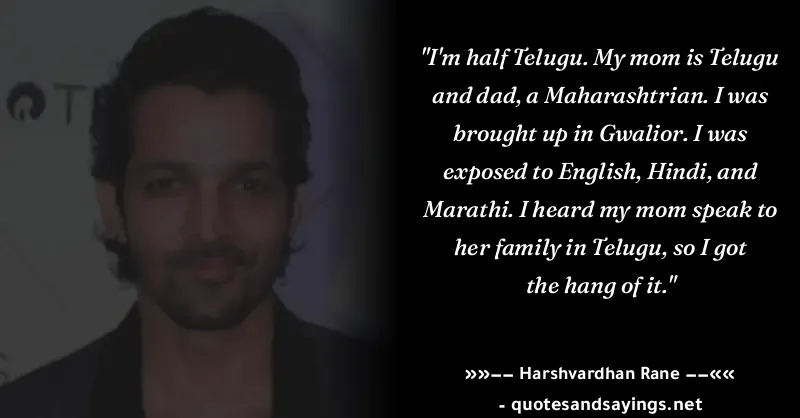 "I'm half Telugu. My mom is Telugu
and dad, a Maharashtrian. I was
brought up in Gwalior. I was
exposed to English, Hindi, and
Marathi. I heard my mom speak to
her family in Telugu, so I got
the hang of it."
»»−− Harshvardhan Rane −−««
- quotesandsayings.net